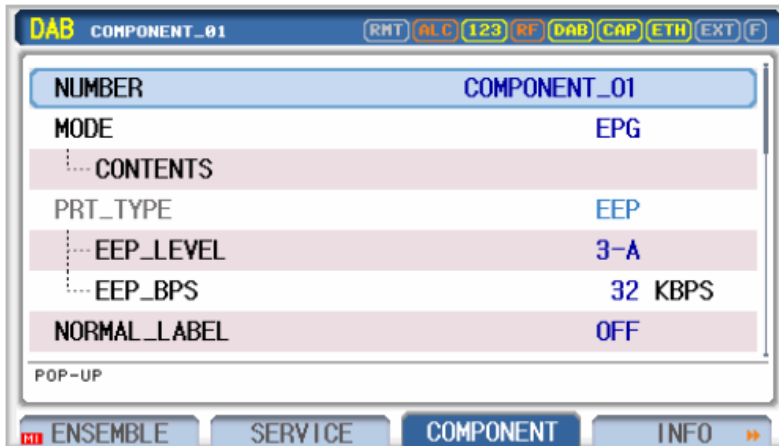 DAB COMPONENT_01 RMT ALC 123 RF DAB CAP ETH EXT F
NUMBER COMPONENT_01
MODE EPG
CONTENTS
PRT_TYPE EEP
EEP_LEVEL 3-A
EEP_BPS 32 KBPS
NORMAL_LABEL OFF
POP-UP
ENSEMBLE SERVICE COMPONENT INFO